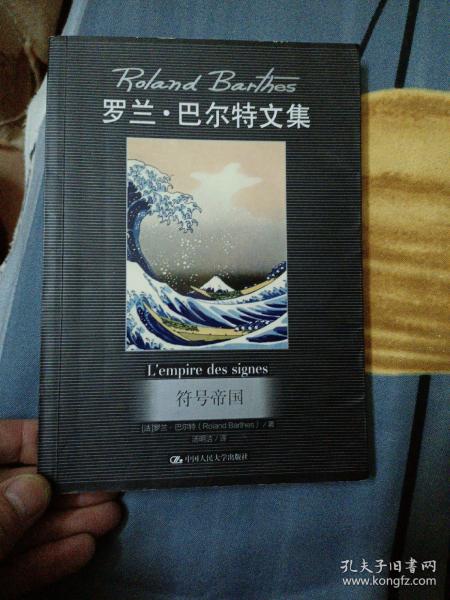 Roland Barthes
罗兰·巴尔特文集
L'empire des signes
符号帝国
[法]罗兰·巴尔特（Roland Barthes）/ 著
汤明洁 / 译
中国人民大学出版社
孔夫子旧书网
www.kongfz.com